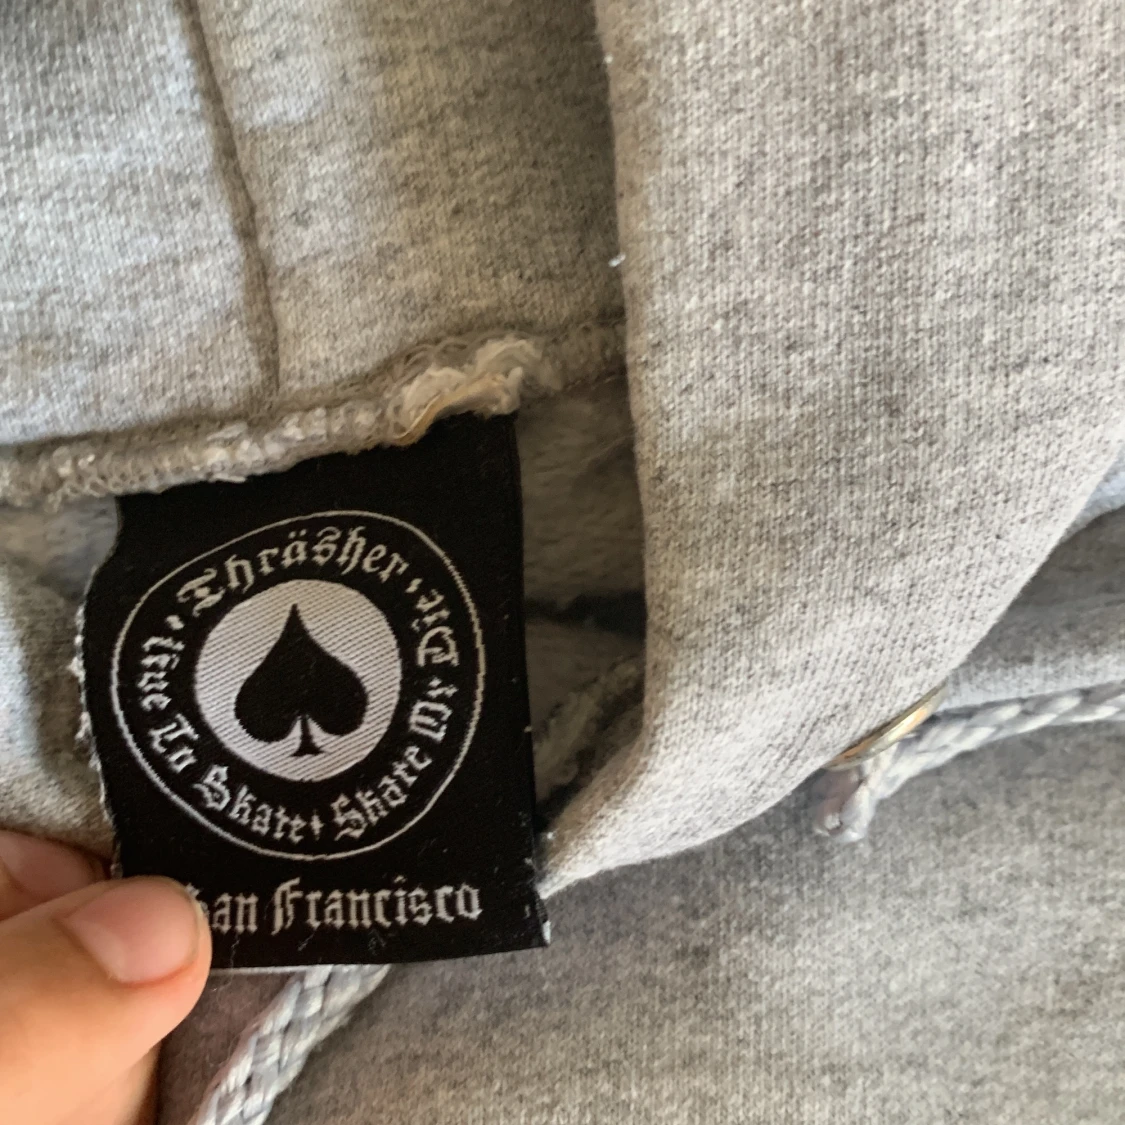 Thräsher
Live To Skate
Skate Or Die
San Francisco